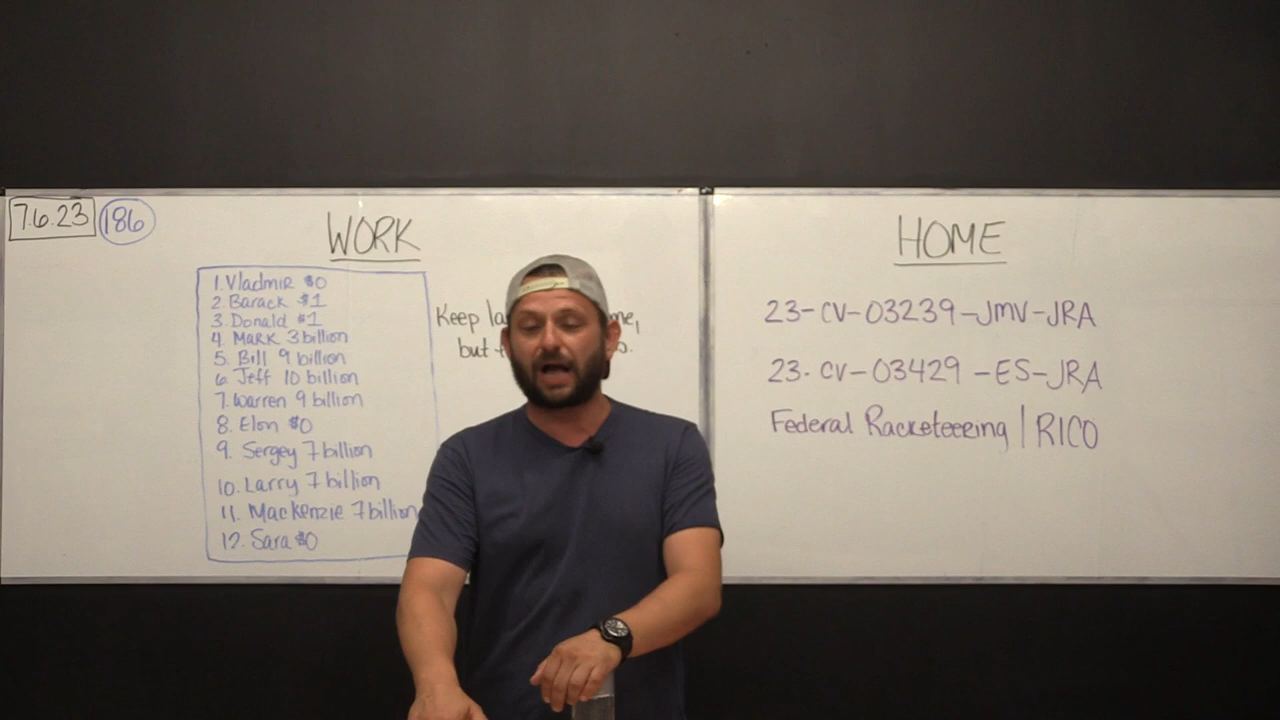 7.6.23 186
WORK
1. Vladmir $0
2. Barack $1
3. Donald $1
4. Mark 3 billion
5. Bill 9 billion
6. Jeff 10 billion
7. Warren 9 billion
8. Elon $0
9. Sergey 7 billion
10. Larry 7 billion
11. Mackenzie 7 billion
12. Sara $0
Keep
but
HOME
23-CV-03239-JMV-JRA
23-CV-03429-ES-JRA
Federal Racketeering | RICO